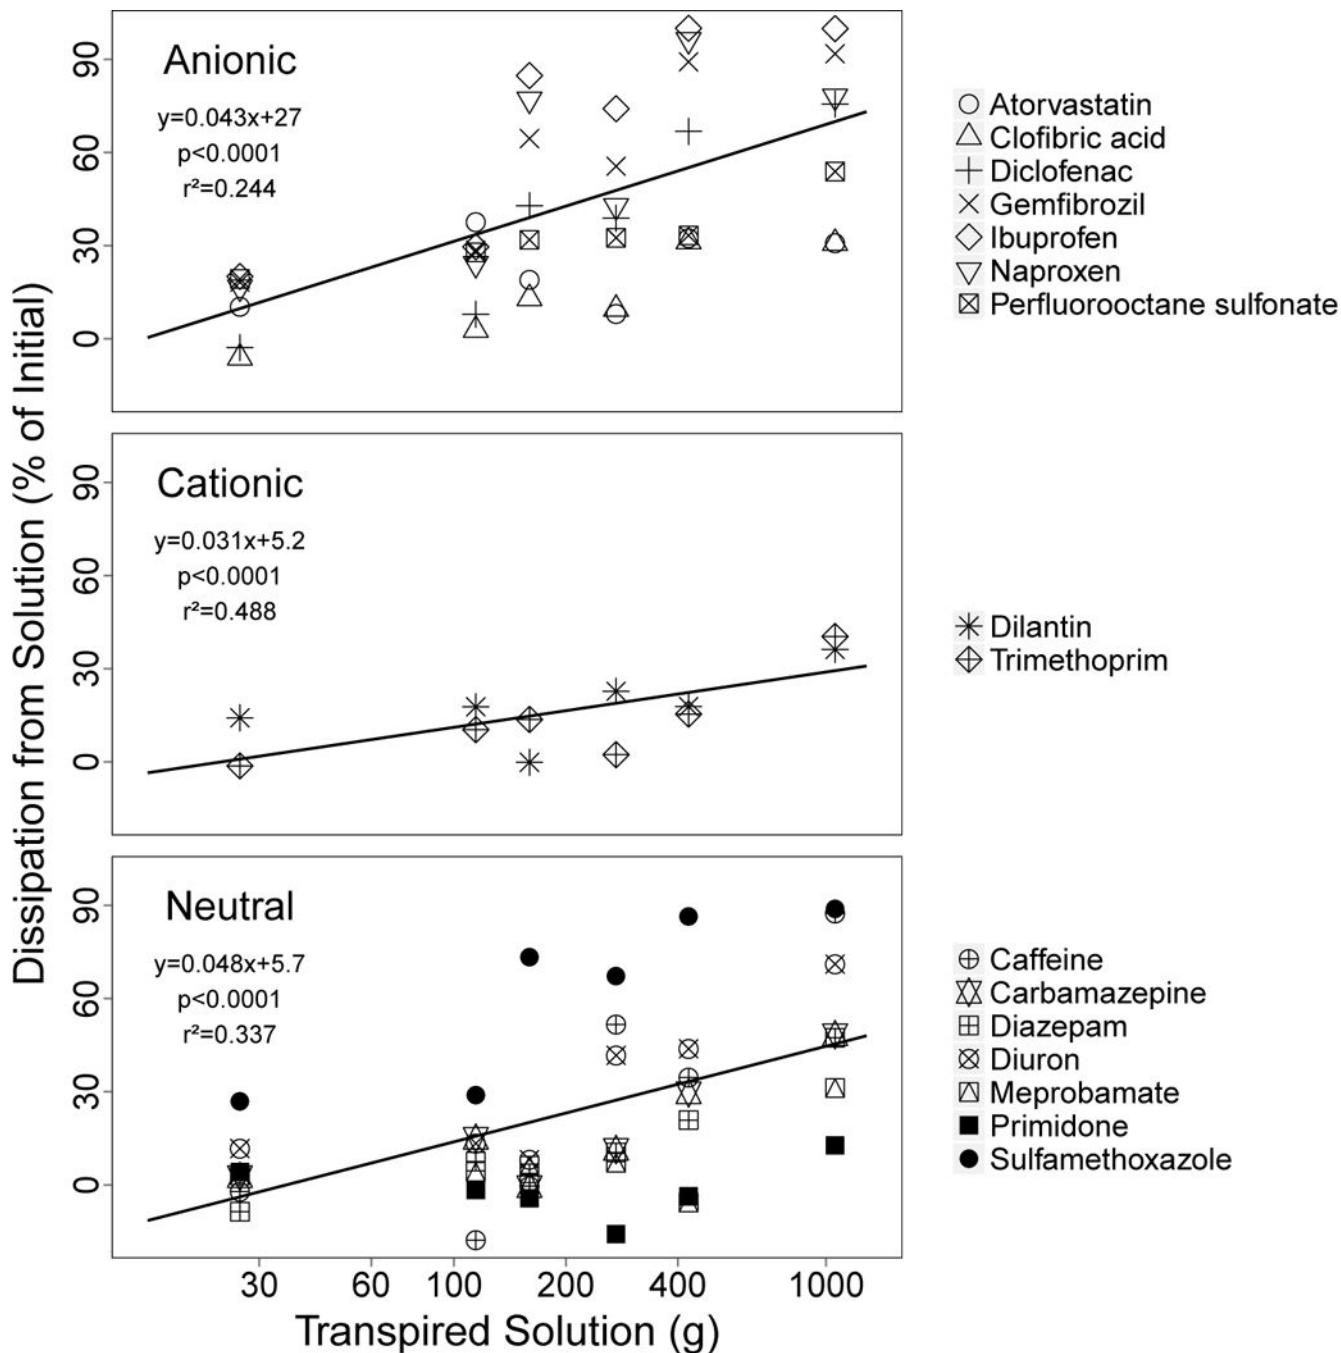 Dissipation from Solution (% of Initial)
Anionic
y=0.043x+27
p<0.0001
r²=0.244
90
60
30
0
Atorvastatin
Clofibric acid
Diclofenac
Gemfibrozil
Ibuprofen
Naproxen
Perfluorooctane sulfonate
Cationic
y=0.031x+5.2
p<0.0001
r²=0.488
90
60
30
0
Dilantin
Trimethoprim
Neutral
y=0.048x+5.7
p<0.0001
r²=0.337
90
60
30
0
Caffeine
Carbamazepine
Diazepam
Diuron
Meprobamate
Primidone
Sulfamethoxazole
30 60 100 200 400 1000
Transpired Solution (g)